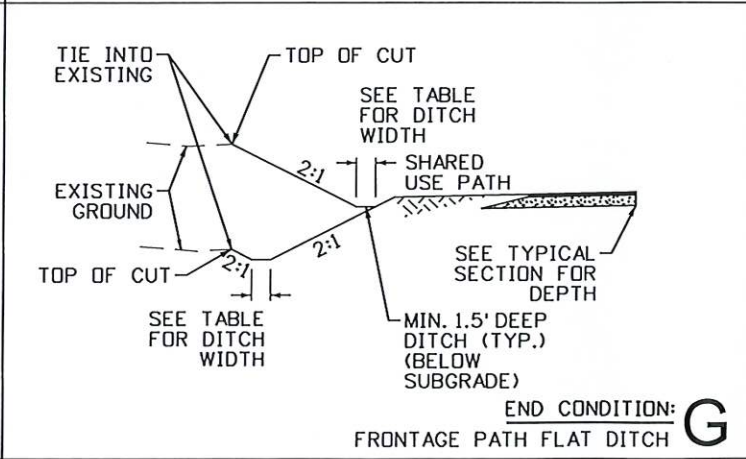 TIE INTO
EXISTING
TOP OF CUT
SEE TABLE
FOR DITCH
WIDTH
2:1
SHARED
USE PATH
EXISTING
GROUND
2:1
TOP OF CUT
2:1
SEE TYPICAL
SECTION FOR
DEPTH
SEE TABLE
FOR DITCH
WIDTH
MIN. 1.5' DEEP
DITCH (TYP.)
(BELOW
SUBGRADE)
END CONDITION: G
FRONTAGE PATH FLAT DITCH